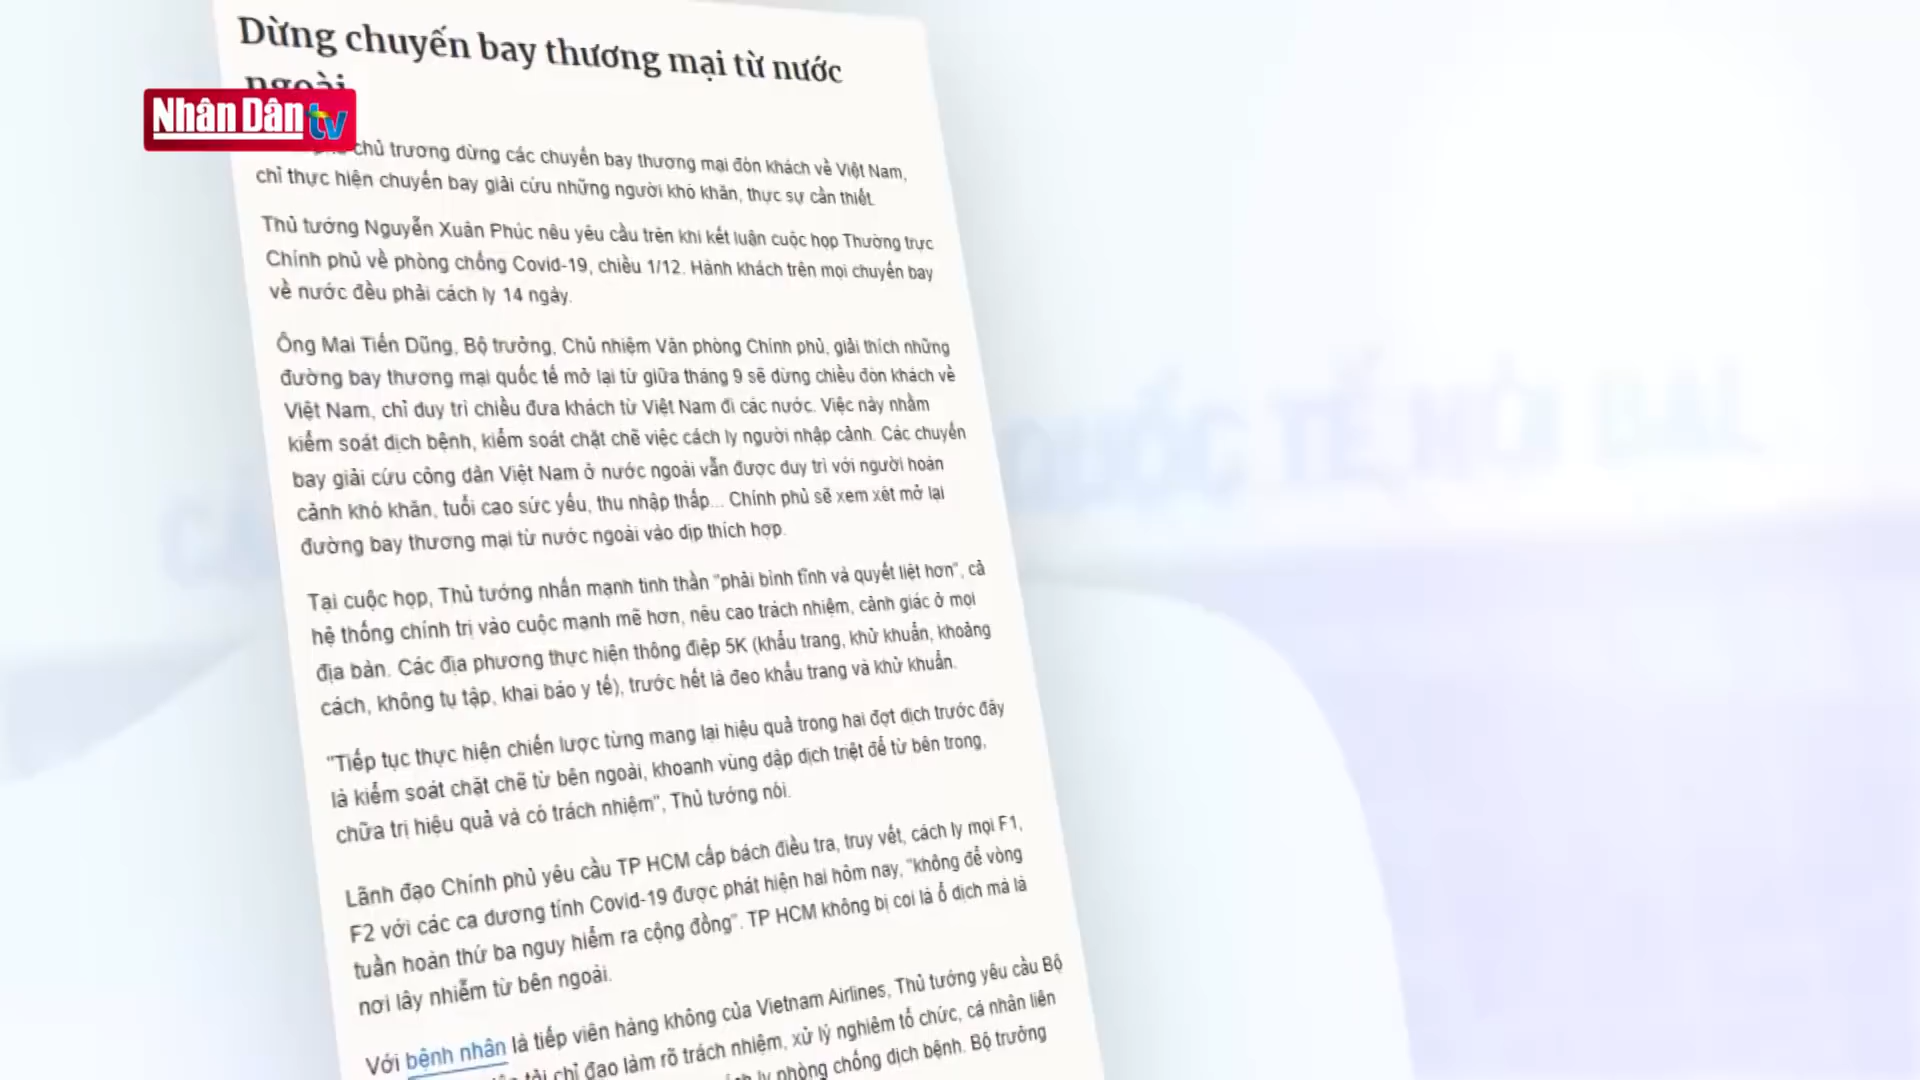 Dừng chuyến bay thương mại từ nước
ngoài
Nhân Dân tv
chủ trương dừng các chuyến bay thương mại đón khách về Việt Nam,
chỉ thực hiện chuyến bay giải cứu những người khó khăn, thực sự cần thiết.
Thủ tướng Nguyễn Xuân Phúc nêu yêu cầu trên khi kết luận cuộc họp Thường trực
Chính phủ về phòng chống Covid-19, chiều 1/12. Hành khách trên mọi chuyến bay
về nước đều phải cách ly 14 ngày.
Ông Mai Tiến Dũng, Bộ trưởng, Chủ nhiệm Văn phòng Chính phủ, giải thích những
đường bay thương mại quốc tế mở lại từ giữa tháng 9 sẽ dừng chiều đón khách về
Việt Nam, chỉ duy trì chiều đưa khách từ Việt Nam đi các nước. Việc này nhằm
kiểm soát dịch bệnh, kiểm soát chặt chẽ việc cách ly người nhập cảnh. Các chuyến
bay giải cứu công dân Việt Nam ở nước ngoài vẫn được duy trì với người hoàn
cảnh khó khăn, tuổi cao sức yếu, thu nhập thấp... Chính phủ sẽ xem xét mở lại
đường bay thương mại từ nước ngoài vào dịp thích hợp.
Tại cuộc họp, Thủ tướng nhấn mạnh tinh thần "phải bình tĩnh và quyết liệt hơn", cả
hệ thống chính trị vào cuộc mạnh mẽ hơn, nêu cao trách nhiệm, cảnh giác ở mọi
địa bàn. Các địa phương thực hiện thông điệp 5K (khẩu trang, khử khuẩn, khoảng
cách, không tụ tập, khai báo y tế), trước hết là đeo khẩu trang và khử khuẩn.
"Tiếp tục thực hiện chiến lược từng mang lại hiệu quả trong hai đợt dịch trước đây
là kiểm soát chặt chẽ từ bên ngoài, khoanh vùng dập dịch triệt để từ bên trong,
chữa trị hiệu quả và có trách nhiệm", Thủ tướng nói.
Lãnh đạo Chính phủ yêu cầu TP HCM cấp bách điều tra, truy vết, cách ly mọi F1,
F2 với các ca dương tính Covid-19 được phát hiện hai hôm nay, "không để vòng
tuần hoàn thứ ba nguy hiểm ra cộng đồng". TP HCM không bị coi là ổ dịch mà là
nơi lây nhiễm từ bên ngoài.
Với bệnh nhân là tiếp viên hàng không của Vietnam Airlines, Thủ tướng yêu cầu Bộ
tải chỉ đạo làm rõ trách nhiệm, xử lý nghiêm tổ chức, cá nhân liên
ly phòng chống dịch bệnh. Bộ trưởng
QUỐC TẾ NỘI BÀI